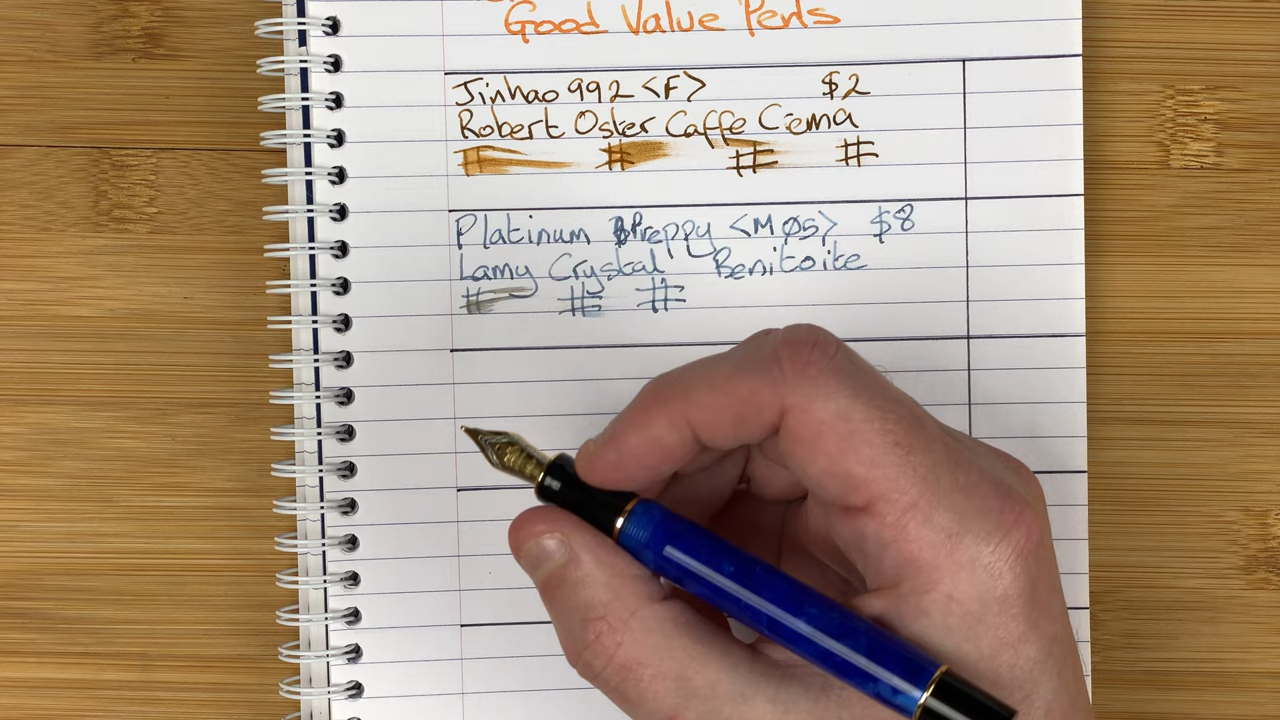 Good Value Pens
Jinhao 992 <F> $2
Robert Oster Caffe Crema
# # # #
Platinum Preppy <M 05> $8
Lamy Crystal Benitoite
# # #